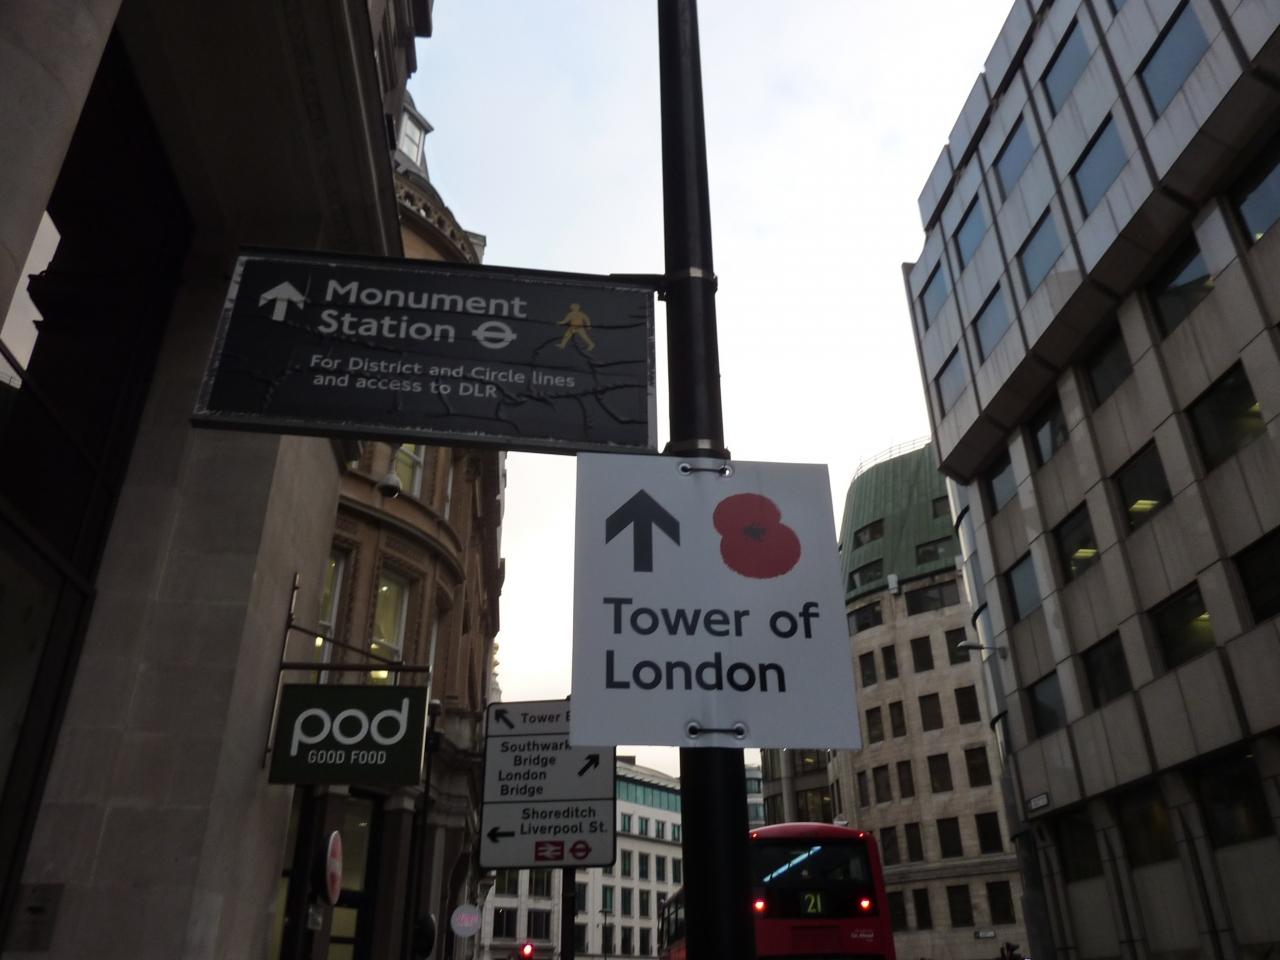 Monument
Station
For District and Circle lines
and access to DLR
Tower of
London
pod
GOOD FOOD
Tower
Southwark
Bridge
London
Bridge
Shoreditch
Liverpool St.
21